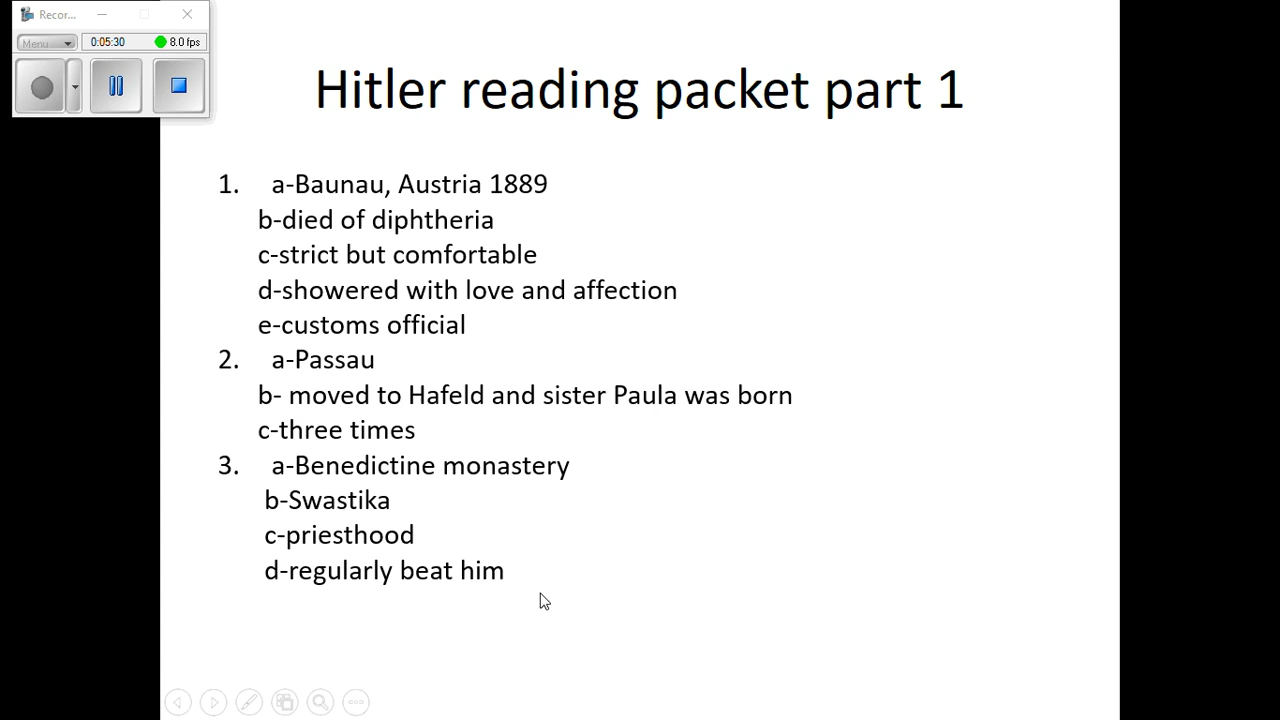 Recor...
Menu
0:05:30
8.0 fps
Hitler reading packet part 1
1. a-Baunau, Austria 1889
b-died of diphtheria
c-strict but comfortable
d-showered with love and affection
e-customs official
2. a-Passau
b- moved to Hafeld and sister Paula was born
c-three times
3. a-Benedictine monastery
b-Swastika
c-priesthood
d-regularly beat him